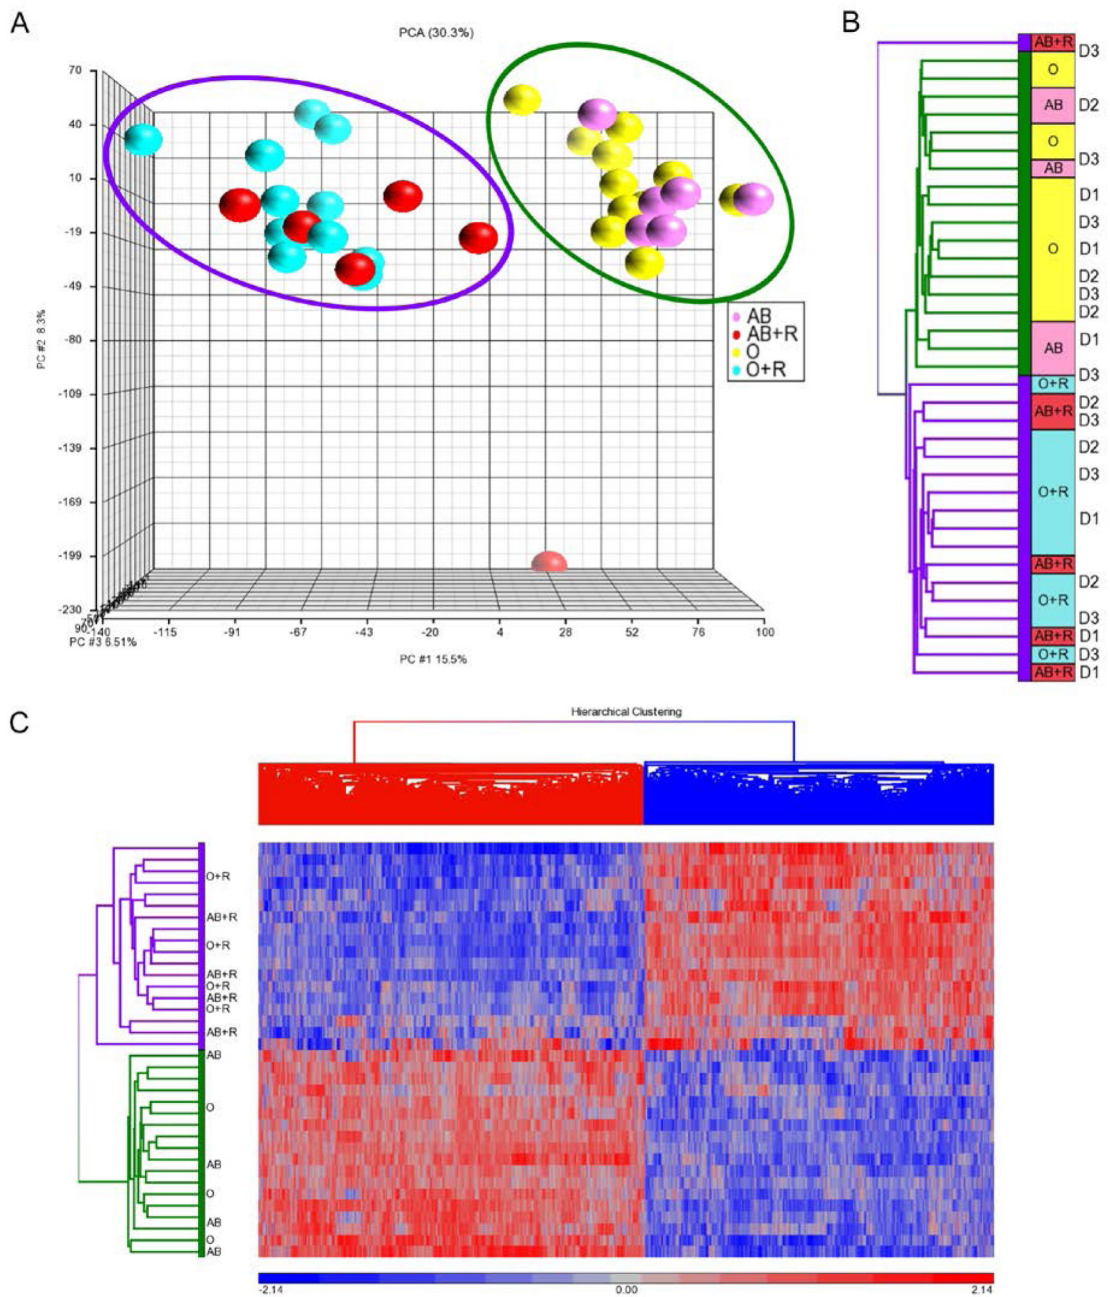 A
PCA (30.3%)
70
40
10
-19
-49
-80
-109
-139
-169
-199
-230
PC #2 8.3%
-140
-115
-91
-67
-43
-20
4
28
52
76
100
PC #3 6.51%
PC #1 15.5%
AB
AB+R
O
O+R
B
AB+R D3
O
AB D2
O
D3
AB
D1
D3
D1
O D1
D2
D3
D2
D1
AB
D3
O+R
D2
AB+R D3
D2
D3
O+R
D1
AB+R
D2
O+R
D3
AB+R D1
O+R D3
AB+R D1
C
Hierarchical Clustering
O+R
AB+R
O+R
AB+R
O+R
AB+R
O+R
AB+R
AB
O
AB
O
AB
O
AB
-2.14 0.00 2.14